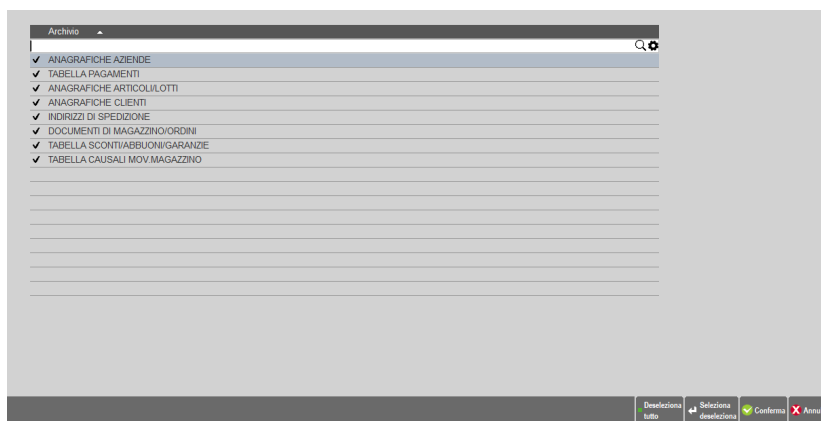 Archivio
ANAGRAFICHE AZIENDE
TABELLA PAGAMENTI
ANAGRAFICHE ARTICOLI/LOTTI
ANAGRAFICHE CLIENTI
INDIRIZZI DI SPEDIZIONE
DOCUMENTI DI MAGAZZINO/ORDINI
TABELLA SCONTI/ABBUONI/GARANZIE
TABELLA CAUSALI MOV.MAGAZZINO
Deseleziona
tutto
Seleziona
deseleziona
Conferma
Annu